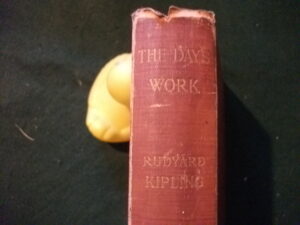 THE DAY'S
WORK
RUDYARD
KIPLING